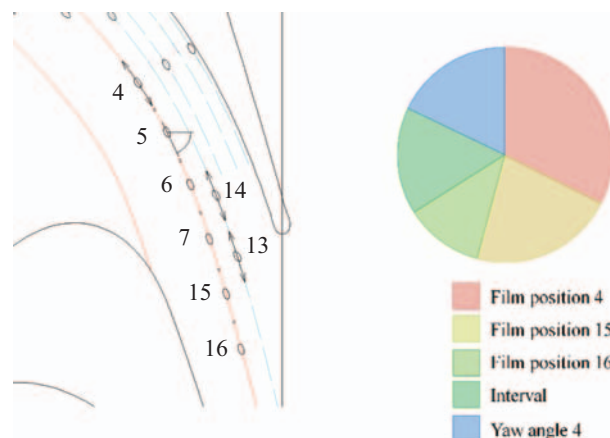 4
5
6
14
7
13
15
16
Film position 4
Film position 15
Film position 16
Interval
Yaw angle 4